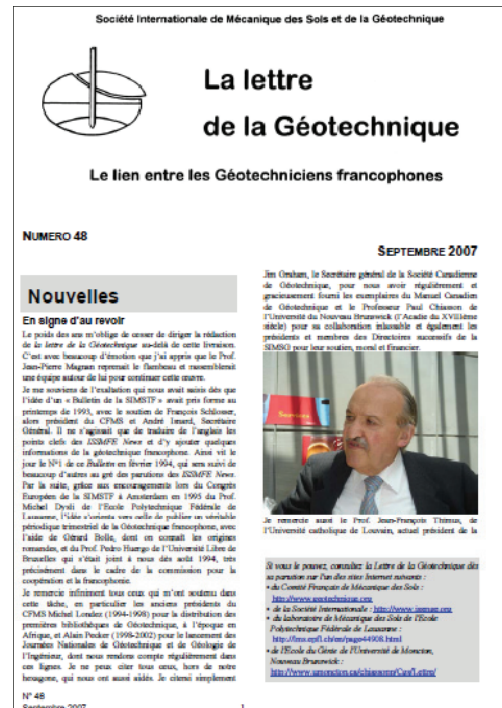 Société Internationale de Mécanique des Sols et de la Géotechnique
La lettre
de la Géotechnique
Le lien entre les Géotechniciens francophones
NUMERO 48
SEPTEMBRE 2007
Nouvelles
En signe d'au revoir
Le poids des ans m'oblige de cesser de diriger la rédaction
de la lettre de la Géotechnique au-delà de cette livraison.
C'est avec beaucoup d'émotion que j'ai appris que le Prof.
Jean-Pierre Magnan reprenait le flambeau et rassemblerait
une équipe autour de lui pour continuer cette œuvre.
Je me souviens de l'exaltation qui nous avait saisis dès que
l'idée d'un « Bulletin de la SIMSTF » avait pris forme au
printemps de 1993, avec le soutien de François Schlosser,
alors président du CFMS et André Isnard, Secrétaire
Général. Il ne s'agissait que de traduire de l'anglais les
points clefs des ISSMFE News et d'y ajouter quelques
informations de la géotechnique francophone. Ainsi vit le
jour le N°1 de ce Bulletin en février 1994, qui sera suivi de
beaucoup d'autres au gré des parutions des ISSMFE News.
Par la suite, grâce aux encouragements lors du Congrès
Européen de la SIMSTF à Amsterdam en 1995 du Prof.
Michel Dysli de l'Ecole Polytechnique Fédérale de
Lausanne, l'idée s'orienta vers celle de publier un véritable
périodique trimestriel de la Géotechnique francophone, avec
l'aide de Gérard Bolle, dont on connaît les origines
romandes, et du Prof. Pedro Huergo de l'Université Libre de
Bruxelles qui s'était joint à nous dès août 1994, très
précisément dans le cadre de la commission pour la
coopération et la francophonie.
Je remercie infiniment tous ceux qui m'ont soutenu dans
cette tâche, en particulier les anciens présidents du
CFMS Michel Londez (1994-1998) pour la distribution des
premières bibliothèques de Géotechnique, à l'époque en
Afrique, et Alain Pecker (1998-2002) pour le lancement des
Journées Nationales de Géotechnique et de Géologie de
l'Ingénieur, dont nous rendons compte régulièrement dans
ces lignes. Je ne peux citer tous ceux, hors de notre
hexagone, qui nous ont aussi aidés. Je citerai simplement
Jim Graham, le Secrétaire général de la Société Canadienne
de Géotechnique, pour nous avoir régulièrement et
gracieusement fourni les exemplaires du Manuel Canadien
de Géotechnique et le Professeur Paul Chiasson de
l'Université du Nouveau Brunswick (l'Acadie du XVIIIème
siècle) pour sa collaboration inlassable et également les
présidents et membres des Directoires successifs de la
SIMSG pour leur soutien, moral et financier.
Je remercie aussi le Prof. Jean-François Thimus, de
l'Université catholique de Louvain, actuel président de la
Si vous le pouvez, consultez la Lettre de la Géotechnique dès
sa parution sur l'un des sites Internet suivants :
• du Comité Français de Mécanique des Sols :
http://www.geotechnique.org
• de la Société Internationale : http://www.issmge.org
• du laboratoire de Mécanique des Sols de l'Ecole
Polytechnique Fédérale de Lausanne :
http://lms.epfl.ch/en/page44908.html
• de l'Ecole du Génie de l'Université de Moncton,
Nouveau Brunswick :
http://www.umoncton.ca/chiassonp/Cav/Lettre/
N° 48
Septembre 2007
1